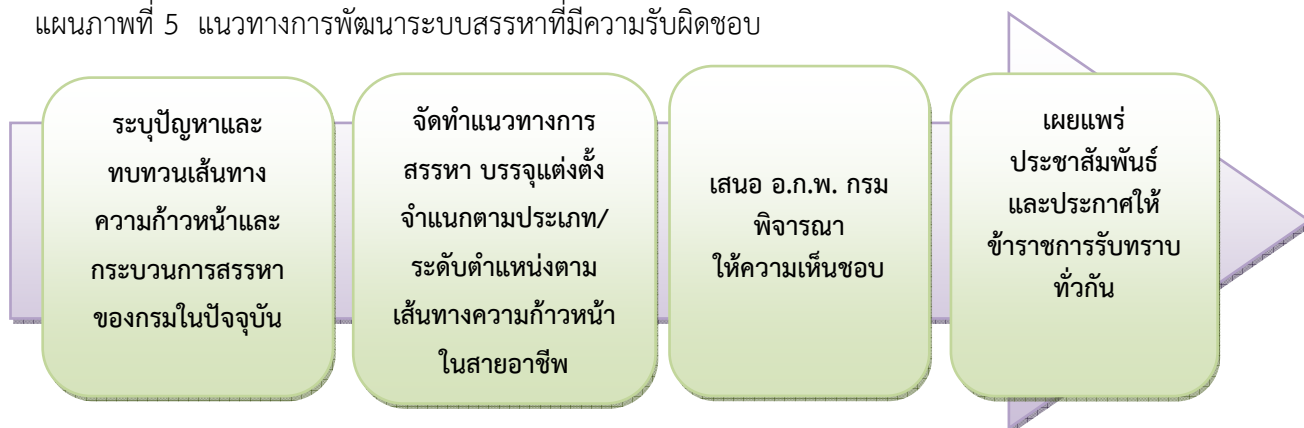 แผนภาพที่ 5 แนวทางการพัฒนาระบบสรรหาที่มีความรับผิดชอบ
ระบุปัญหาและ
ทบทวนเส้นทาง
ความก้าวหน้าและ
กระบวนการสรรหา
ของกรมในปัจจุบัน
จัดทำแนวทางการ
สรรหา บรรจุแต่งตั้ง
จำแนกตามประเภท/
ระดับตำแหน่งตาม
เส้นทางความก้าวหน้า
ในสายอาชีพ
เสนอ อ.ก.พ. กรม
พิจารณา
ให้ความเห็นชอบ
เผยแพร่
ประชาสัมพันธ์
และประกาศให้
ข้าราชการรับทราบ
ทั่วกัน